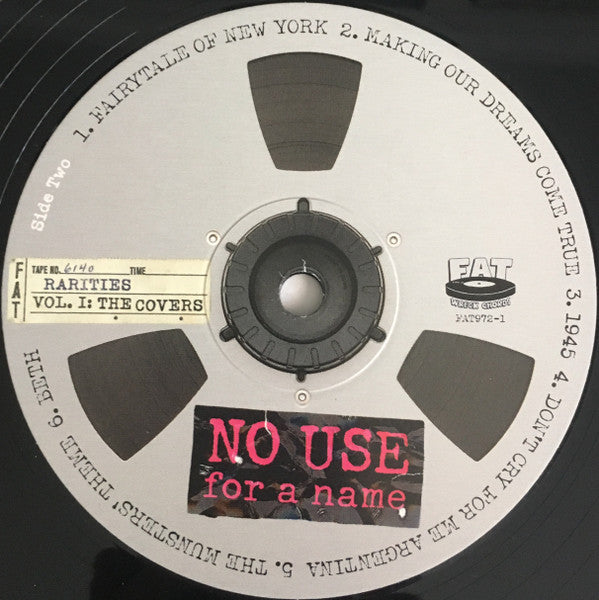 Side Two
1. FAIRYTALE OF NEW YORK 2. MAKING OUR DREAMS COME TRUE 3. 1945 4. DON'T CRY FOR ME ARGENTINA 5. THE MUNSTERS' THEME 6. BETH
FAT
TAPE NO. 6140 TIME
RARITIES
VOL. I: THE COVERS
FAT
WRECK CHORDS
FAT972-1
NO USE
for a name